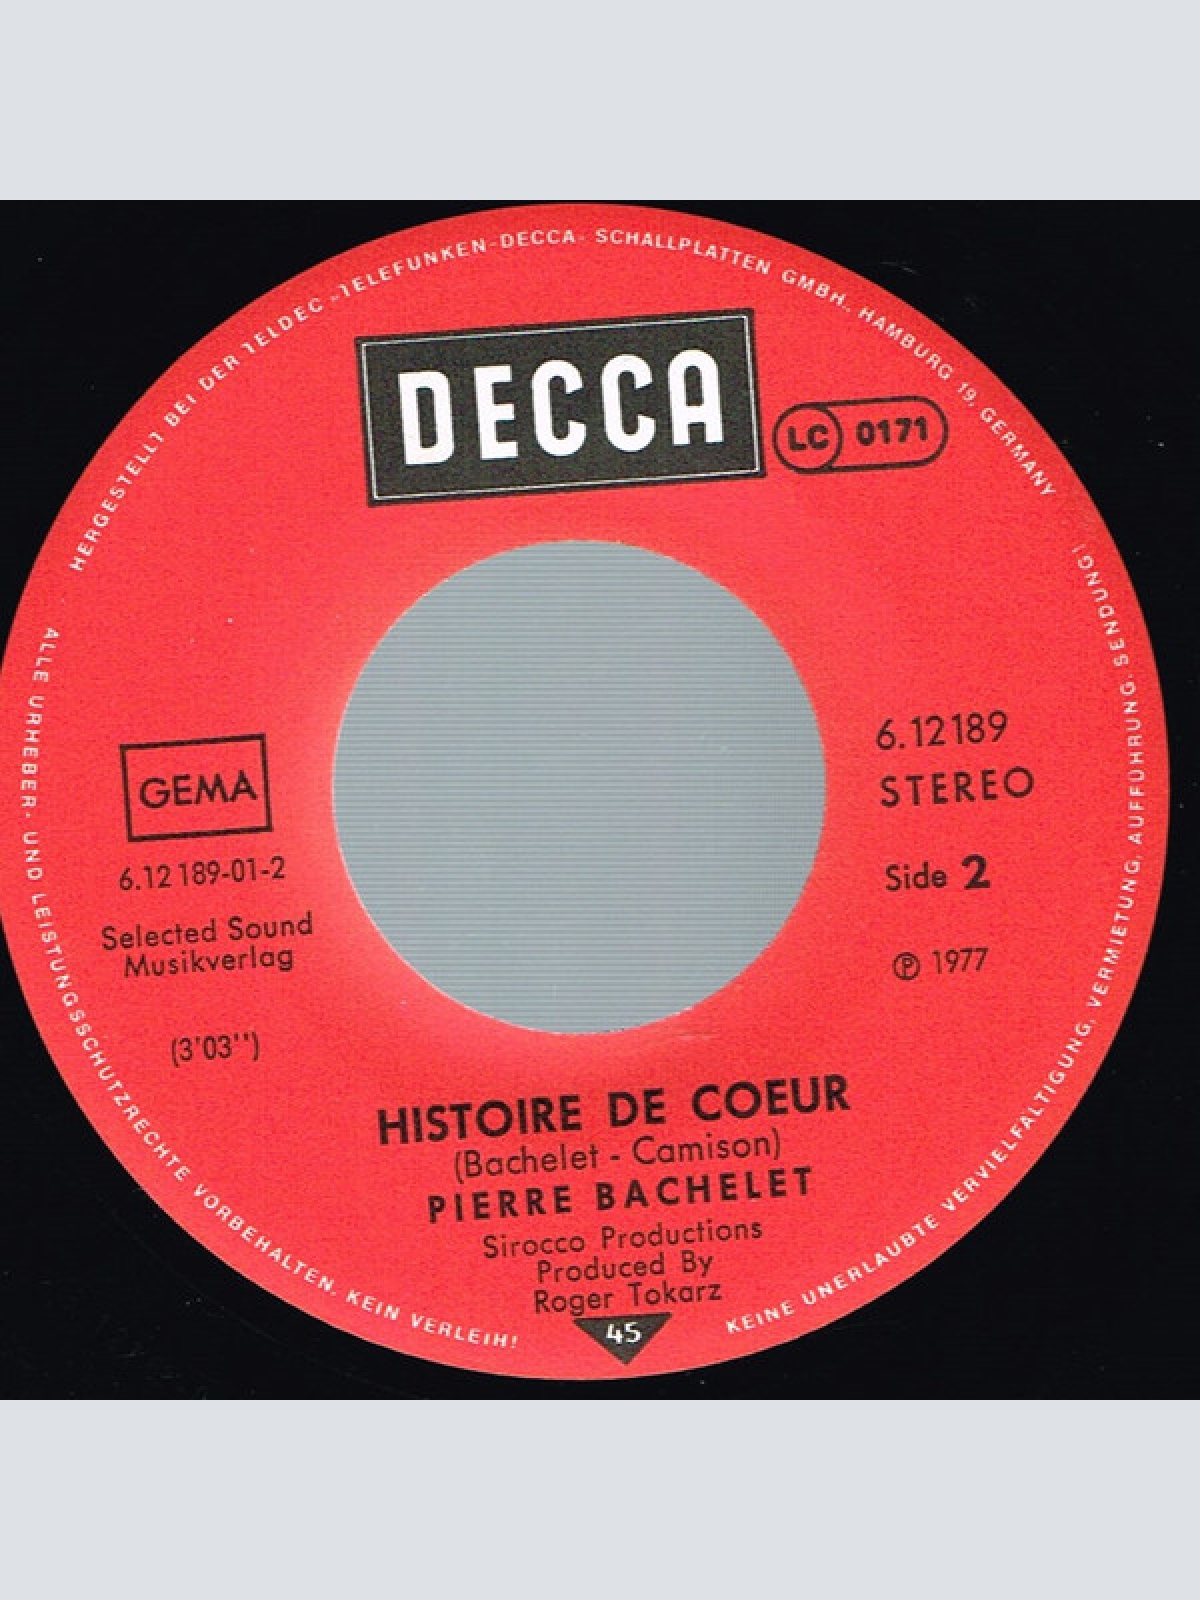 HERGESTELLT BEI DER TELDEC »TELEFUNKEN-DECCA« SCHALLPLATTEN GMBH., HAMBURG 19, GERMANY
DECCA
LC 0171
GEMA
6.12 189-01-2
Selected Sound
Musikverlag
(3'03'')
6.12189
STEREO
Side 2
℗ 1977
HISTOIRE DE COEUR
(Bachelet - Camison)
PIERRE BACHELET
Sirocco Productions
Produced By
Roger Tokarz
45
ALLE URHEBER- UND LEISTUNGSSCHUTZRECHTE VORBEHALTEN, KEIN VERLEIH!
KEINE UNERLAUBTE VERVIELFÄLTIGUNG, VERMIETUNG, AUFFÜHRUNG, SENDUNG!